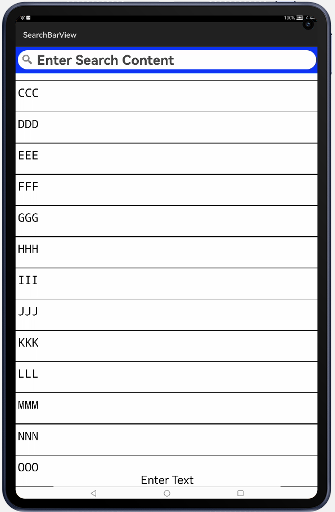 100%
SearchBarView
Enter Search Content
CCC
DDD
EEE
FFF
GGG
HHH
III
JJJ
KKK
LLL
MMM
NNN
OOO
Enter Text